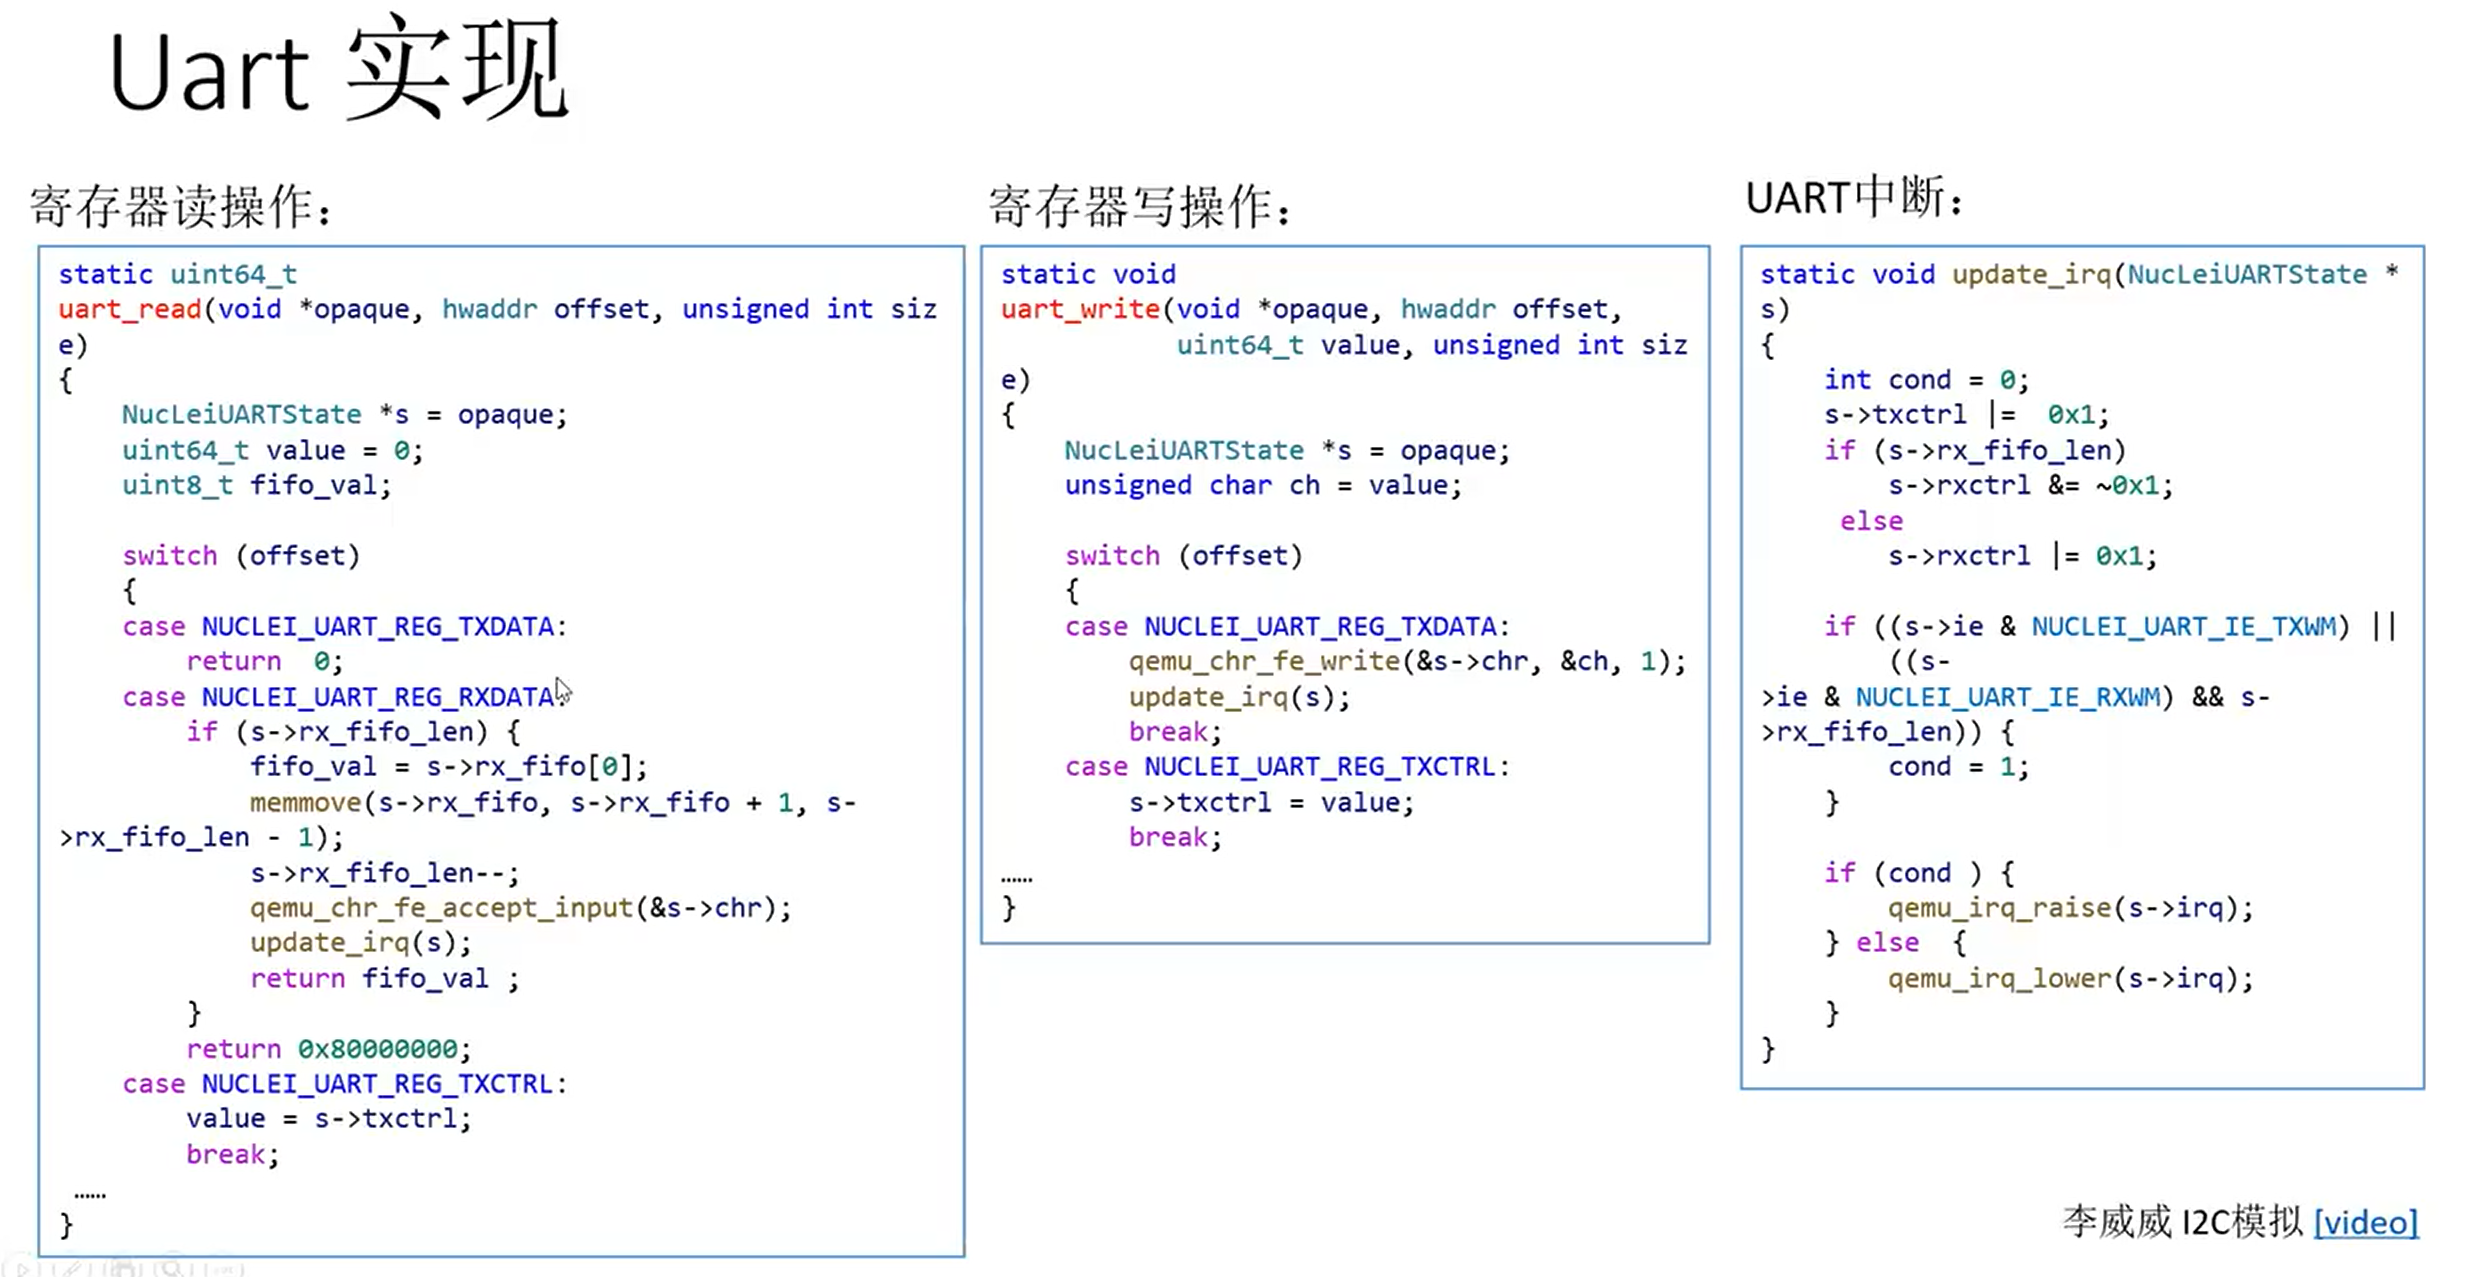 Uart 实现
寄存器读操作：
static uint64_t
uart_read(void *opaque, hwaddr offset, unsigned int siz
e)
{
    NucLeiUARTState *s = opaque;
    uint64_t value = 0;
    uint8_t fifo_val;

    switch (offset)
    {
    case NUCLEI_UART_REG_TXDATA:
        return  0;
    case NUCLEI_UART_REG_RXDATA:
        if (s->rx_fifo_len) {
            fifo_val = s->rx_fifo[0];
            memmove(s->rx_fifo, s->rx_fifo + 1, s-
>rx_fifo_len - 1);
            s->rx_fifo_len--;
            qemu_chr_fe_accept_input(&s->chr);
            update_irq(s);
            return fifo_val ;
        }
        return 0x80000000;
    case NUCLEI_UART_REG_TXCTRL:
        value = s->txctrl;
        break;
……
}
寄存器写操作：
static void
uart_write(void *opaque, hwaddr offset,
           uint64_t value, unsigned int siz
e)
{
    NucLeiUARTState *s = opaque;
    unsigned char ch = value;

    switch (offset)
    {
    case NUCLEI_UART_REG_TXDATA:
        qemu_chr_fe_write(&s->chr, &ch, 1);
        update_irq(s);
        break;
    case NUCLEI_UART_REG_TXCTRL:
        s->txctrl = value;
        break;
……
}
UART中断：
static void update_irq(NucLeiUARTState *
s)
{
    int cond = 0;
    s->txctrl |=  0x1;
    if (s->rx_fifo_len)
        s->rxctrl &= ~0x1;
     else
        s->rxctrl |= 0x1;

    if ((s->ie & NUCLEI_UART_IE_TXWM) ||
        ((s-
>ie & NUCLEI_UART_IE_RXWM) && s-
>rx_fifo_len)) {
        cond = 1;
    }

    if (cond ) {
        qemu_irq_raise(s->irq);
    } else  {
        qemu_irq_lower(s->irq);
    }
}
李威威 I2C模拟 [video]